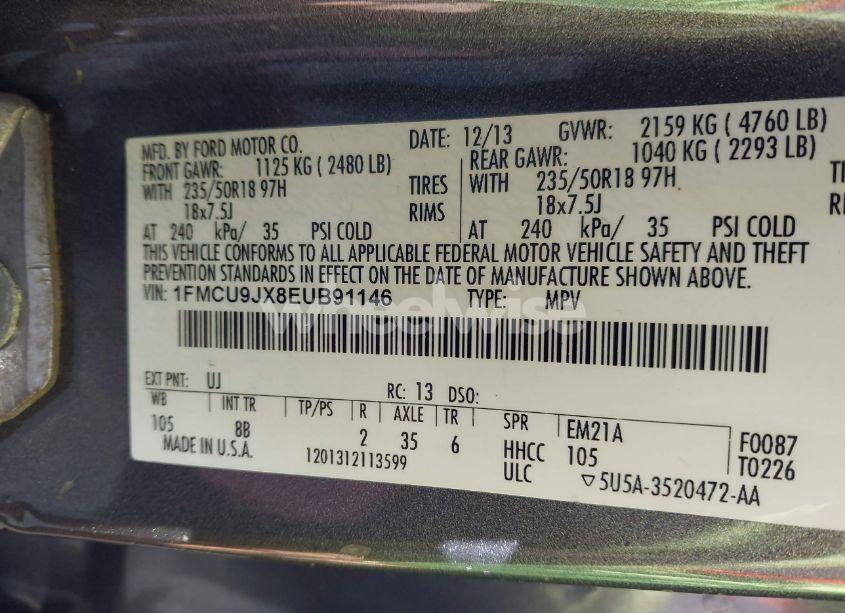 MFD. BY FORD MOTOR CO. DATE: 12/13 GVWR: 2159 KG ( 4760 LB)
FRONT GAWR: 1125 KG ( 2480 LB) REAR GAWR: 1040 KG ( 2293 LB)
WITH 235/50R18 97H TIRES WITH 235/50R18 97H
18x7.5J RIMS 18x7.5J
AT 240 kPa/ 35 PSI COLD AT 240 kPa/ 35 PSI COLD
THIS VEHICLE CONFORMS TO ALL APPLICABLE FEDERAL MOTOR VEHICLE SAFETY AND THEFT
PREVENTION STANDARDS IN EFFECT ON THE DATE OF MANUFACTURE SHOWN ABOVE.
VIN: 1FMCU9JX8EUB91146 TYPE: MPV
wheelwise
EXT PNT: UJ RC: 13 DSO:
WB INT TR TP/PS R AXLE TR SPR EM21A F0087
105 8B 2 35 6 HHCC 105 T0226
MADE IN U.S.A. 1201312113599 ULC ▽5U5A-3520472-AA